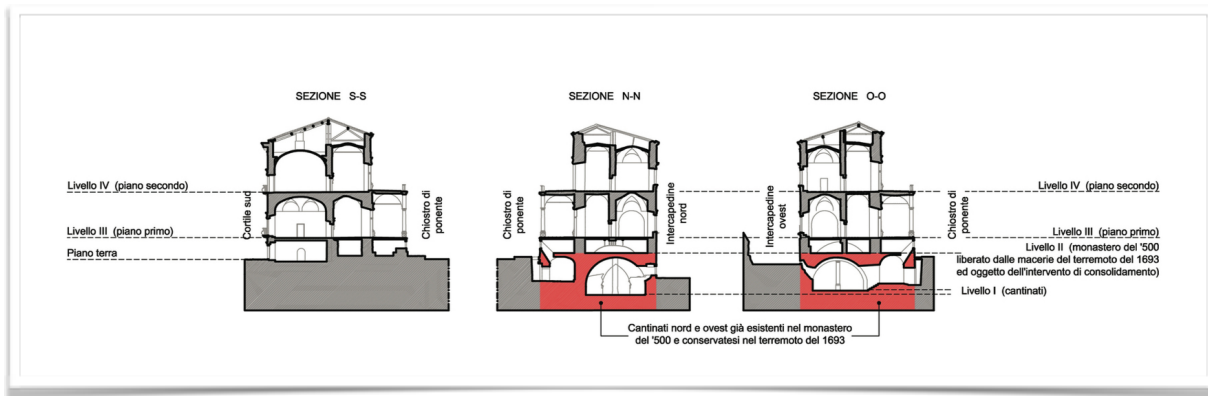 SEZIONE S-S
SEZIONE N-N
SEZIONE O-O
Livello IV (piano secondo)
Livello III (piano primo)
Piano terra
Cortile sud
Chiostro di
ponente
Chiostro di
ponente
Intercapedine
nord
Intercapedine
ovest
Chiostro di
ponente
Livello IV (piano secondo)
Livello III (piano primo)
Livello II (monastero del '500
liberato dalle macerie del terremoto del 1693
ed oggetto dell'intervento di consolidamento)
Livello I (cantinati)
Cantinati nord e ovest già esistenti nel monastero
del '500 e conservatesi nel terremoto del 1693